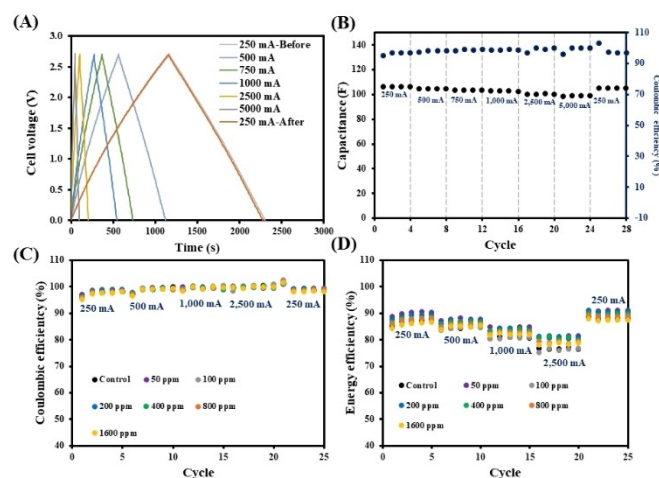 (A)
3.0
2.5
2.0
1.5
1.0
0.5
0.0
Cell voltage (V)
250 mA-Before
500 mA
750 mA
1000 mA
2500 mA
5000 mA
250 mA-After
0 500 1000 1500 2000 2500 3000
Time (s)
(B)
140
120
100
80
60
40
20
0
Capacitance (F)
250 mA
500 mA
750 mA
1,000 mA
2,500 mA
5,000 mA
250 mA
110
90
70
50
30
10
-10
Coulombic efficiency (%)
0 4 8 12 16 20 24 28
Cycle
(C)
110
100
90
80
70
60
50
40
Coulombic efficientcy (%)
250 mA
500 mA
1,000 mA
2,500 mA
250 mA
Control 50 ppm 100 ppm
200 ppm 400 ppm 800 ppm
1600 ppm
0 5 10 15 20 25
Cycle
(D)
110
100
90
80
70
60
50
40
Energy efficientcy (%)
250 mA
500 mA
1,000 mA
2,500 mA
250 mA
Control 50 ppm 100 ppm
200 ppm 400 ppm 800 ppm
1600 ppm
0 5 10 15 20 25
Cycle